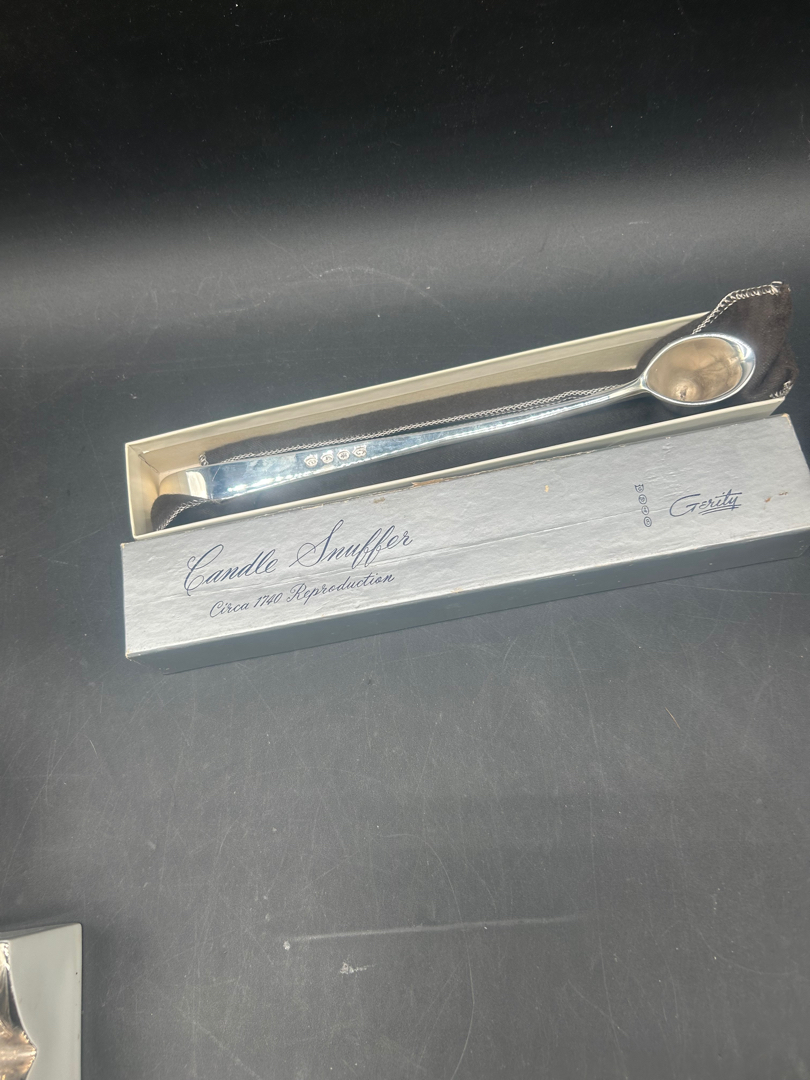 Candle Snuffer
Circa 1740 Reproduction
Gerity